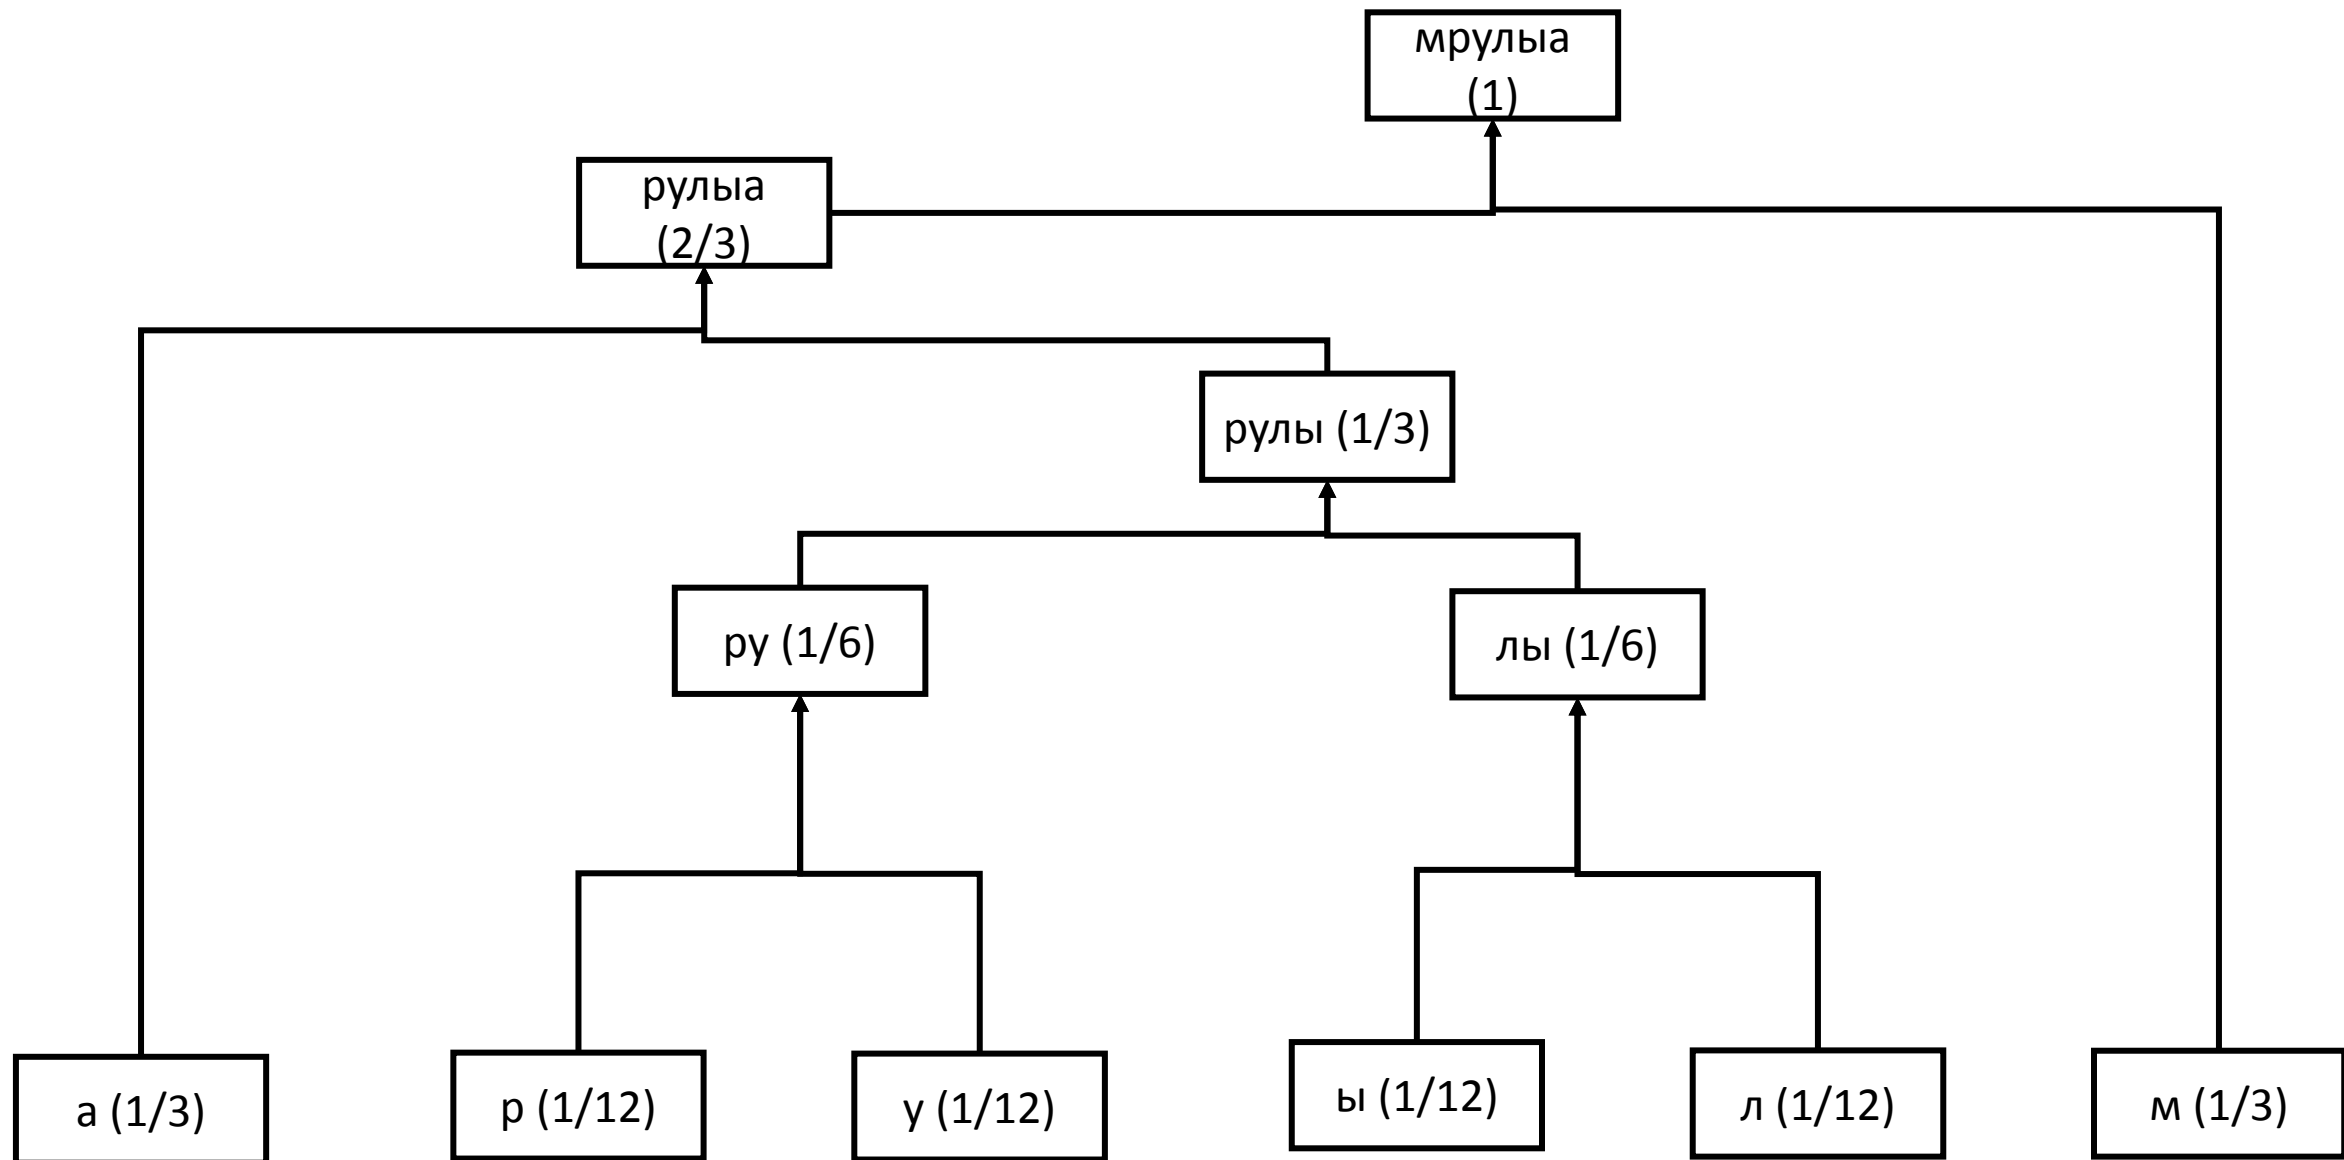 мрулыа
(1)
рулыа
(2/3)
рулы (1/3)
ру (1/6)
лы (1/6)
а (1/3)
р (1/12)
у (1/12)
ы (1/12)
л (1/12)
м (1/3)